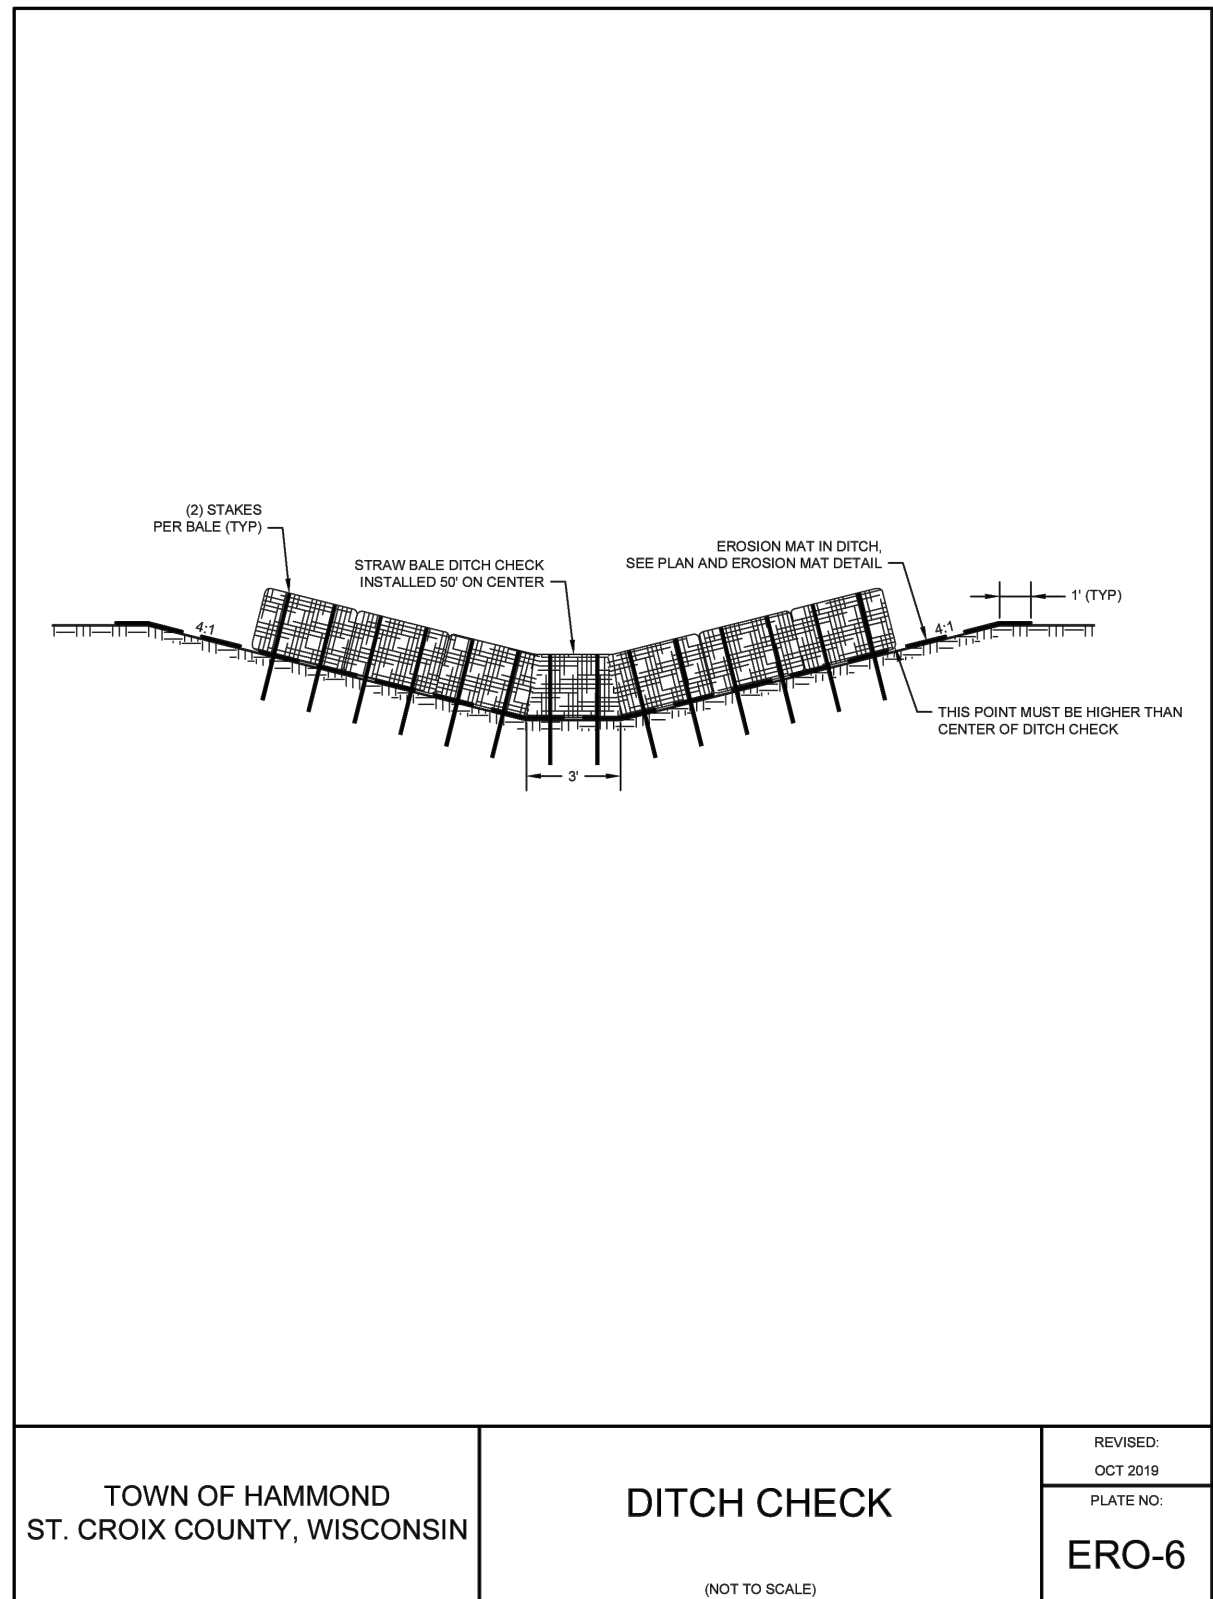 (2) STAKES
PER BALE (TYP)
STRAW BALE DITCH CHECK
INSTALLED 50' ON CENTER
EROSION MAT IN DITCH,
SEE PLAN AND EROSION MAT DETAIL
1' (TYP)
4:1
4:1
THIS POINT MUST BE HIGHER THAN
CENTER OF DITCH CHECK
3'
TOWN OF HAMMOND
ST. CROIX COUNTY, WISCONSIN
DITCH CHECK
(NOT TO SCALE)
REVISED:
OCT 2019
PLATE NO:
ERO-6